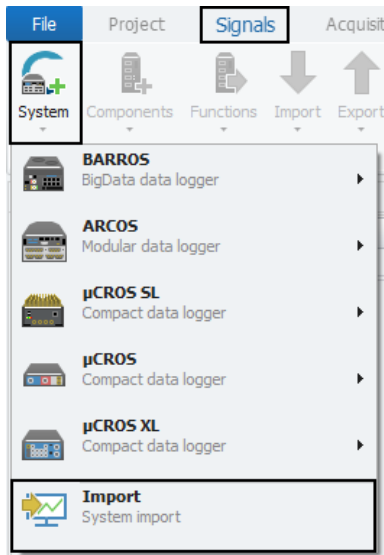 File Project Signals Acquisit
System Components Functions Import Export
BARROS
BigData data logger
ARCOS
Modular data logger
µCROS SL
Compact data logger
µCROS
Compact data logger
µCROS XL
Compact data logger
Import
System import